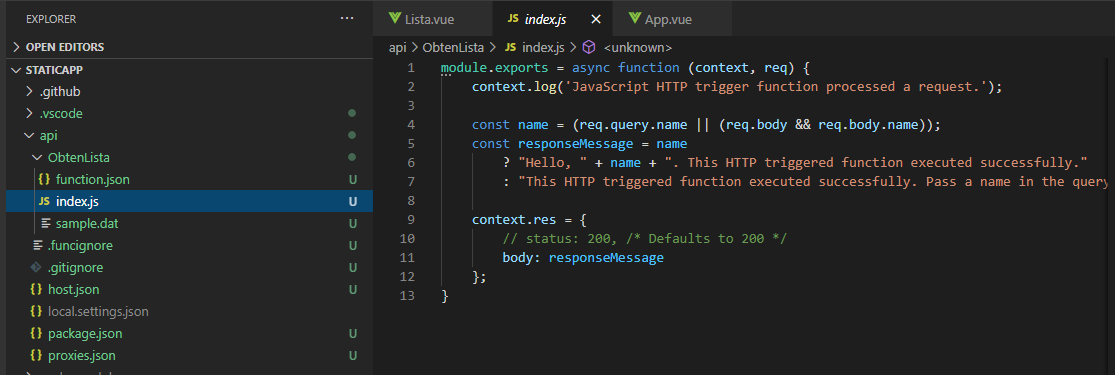 EXPLORER ···
OPEN EDITORS
STATICAPP
.github
.vscode
api
ObtenLista
{} function.json U
JS index.js U
sample.dat U
.funcignore U
.gitignore U
{} host.json U
{} local.settings.json
{} package.json U
{} proxies.json U
Lista.vue JS index.js × App.vue
api > ObtenLista > JS index.js > <unknown>
1 module.exports = async function (context, req) {
2 context.log('JavaScript HTTP trigger function processed a request.');
3
4 const name = (req.query.name || (req.body && req.body.name));
5 const responseMessage = name
6 ? "Hello, " + name + ". This HTTP triggered function executed successfully."
7 : "This HTTP triggered function executed successfully. Pass a name in the query
8
9 context.res = {
10 // status: 200, /* Defaults to 200 */
11 body: responseMessage
12 };
13 }